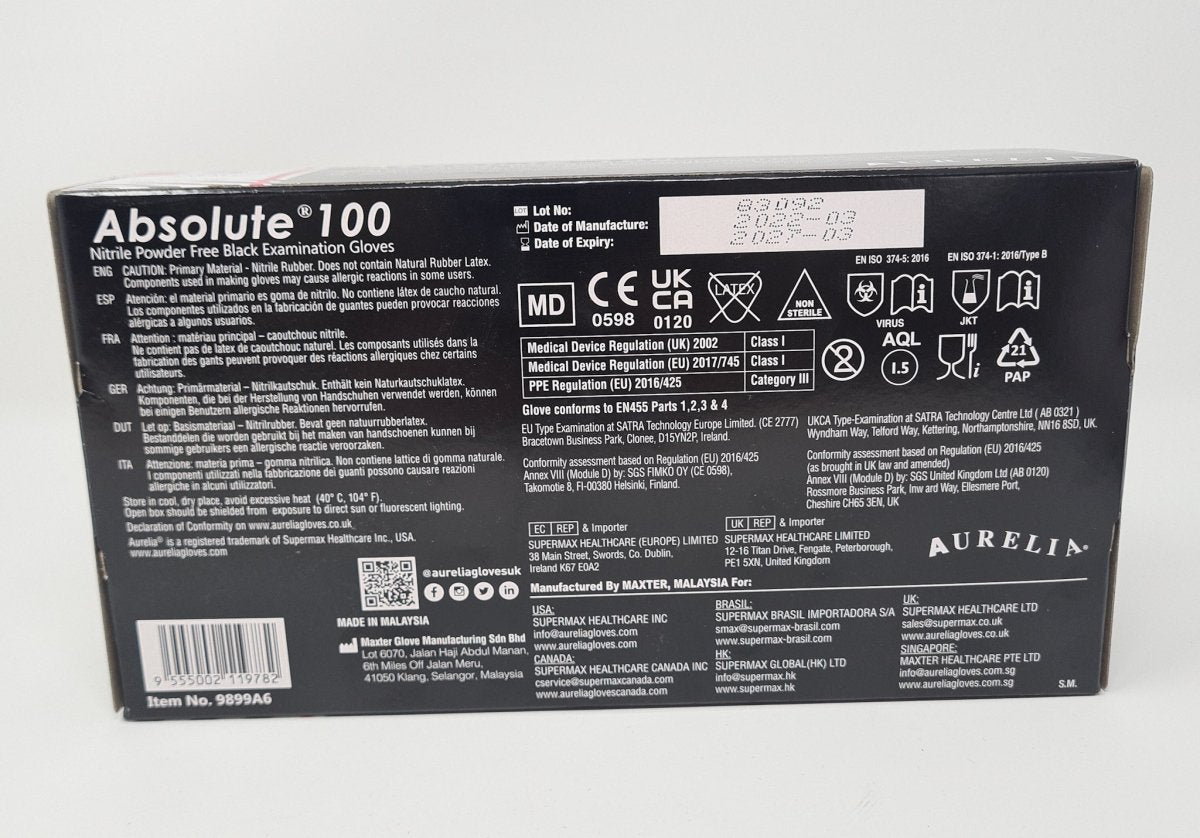 AURELIA
Absolute® 100
Nitrile Powder Free Black Examination Gloves
ENG CAUTION: Primary Material - Nitrile Rubber. Does not contain Natural Rubber Latex.
Components used in making gloves may cause allergic reactions in some users.
ESP Atención: el material primario es goma de nitrilo. No contiene látex de caucho natural.
Los componentes utilizados en la fabricación de guantes pueden provocar reacciones
alérgicas a algunos usuarios.
FRA Attention : matériau principal – caoutchouc nitrile.
Ne contient pas de latex de caoutchouc naturel. Les composants utilisés dans la
fabrication des gants peuvent provoquer des réactions allergiques chez certains
utilisateurs.
GER Achtung: Primärmaterial – Nitrilkautschuk. Enthält kein Naturkautschuklatex.
Komponenten, die bei der Herstellung von Handschuhen verwendet werden, können
bei einigen Benutzern allergische Reaktionen hervorrufen.
DUT Let op: Basismateriaal – Nitrilrubber. Bevat geen natuurrubberlatex.
Bestanddelen die worden gebruikt bij het maken van handschoenen kunnen bij
sommige gebruikers een allergische reactie veroorzaken.
ITA Attenzione: materia prima – gomma nitrilica. Non contiene lattice di gomma naturale.
I componenti utilizzati nella fabbricazione dei guanti possono causare reazioni
allergiche in alcuni utilizzatori.
Store in cool, dry place, avoid excessive heat (40° C, 104° F).
Open box should be shielded from exposure to direct sun or fluorescent lighting.
Declaration of Conformity on www.aureliagloves.co.uk
Aurelia® is a registered trademark of Supermax Healthcare Inc., USA.
www.aureliagloves.com
@aureliaglovesuk
MADE IN MALAYSIA
Maxter Glove Manufacturing Sdn Bhd
Lot 6070, Jalan Haji Abdul Manan,
6th Miles Off Jalan Meru,
41050 Klang, Selangor, Malaysia
9 555002 119782
Item No. 9899A6
LOT Lot No: 83092
Date of Manufacture: 2022-03
Date of Expiry: 2027-03
MD
CE
0598
UK
CA
0120
LATEX
NON
STERILE
EN ISO 374-5: 2016
VIRUS
EN ISO 374-1: 2016/Type B
JKT
Medical Device Regulation (UK) 2002 Class I
Medical Device Regulation (EU) 2017/745 Class I
PPE Regulation (EU) 2016/425 Category III
2
AQL
1.5
21
PAP
Glove conforms to EN455 Parts 1,2,3 & 4
EU Type Examination at SATRA Technology Europe Limited. (CE 2777)
Bracetown Business Park, Clonee, D15YN2P, Ireland.
Conformity assessment based on Regulation (EU) 2016/425
Annex VIII (Module D) by: SGS FIMKO OY (CE 0598),
Takomotie 8, FI-00380 Helsinki, Finland.
UKCA Type-Examination at SATRA Technology Centre Ltd ( AB 0321 )
Wyndham Way, Telford Way, Kettering, Northamptonshire, NN16 8SD, UK.
Conformity assessment based on Regulation (EU) 2016/425
(as brought in UK law and amended)
Annex VIII (Module D) by: SGS United Kingdom Ltd (AB 0120)
Rossmore Business Park, Inw ard Way, Ellesmere Port,
Cheshire CH65 3EN, UK
EC REP & Importer
SUPERMAX HEALTHCARE (EUROPE) LIMITED
38 Main Street, Swords, Co. Dublin,
Ireland K67 E0A2
UK REP & Importer
SUPERMAX HEALTHCARE LIMITED
12-16 Titan Drive, Fengate, Peterborough,
PE1 5XN, United Kingdom
AURELIA®
Manufactured By MAXTER, MALAYSIA For:
USA:
SUPERMAX HEALTHCARE INC
info@aureliagloves.com
www.aureliagloves.com
CANADA:
SUPERMAX HEALTHCARE CANADA INC
cservice@supermaxcanada.com
www.aureliaglovescanada.com
BRASIL:
SUPERMAX BRASIL IMPORTADORA S/A
smax@supermax-brasil.com
www.supermax-brasil.com
HK:
SUPERMAX GLOBAL(HK) LTD
info@supermax.hk
www.supermax.hk
UK:
SUPERMAX HEALTHCARE LTD
sales@supermax.co.uk
www.aureliagloves.co.uk
SINGAPORE:
MAXTER HEALTHCARE PTE LTD
info@aureliagloves.com.sg
www.aureliagloves.com.sg
S.M.